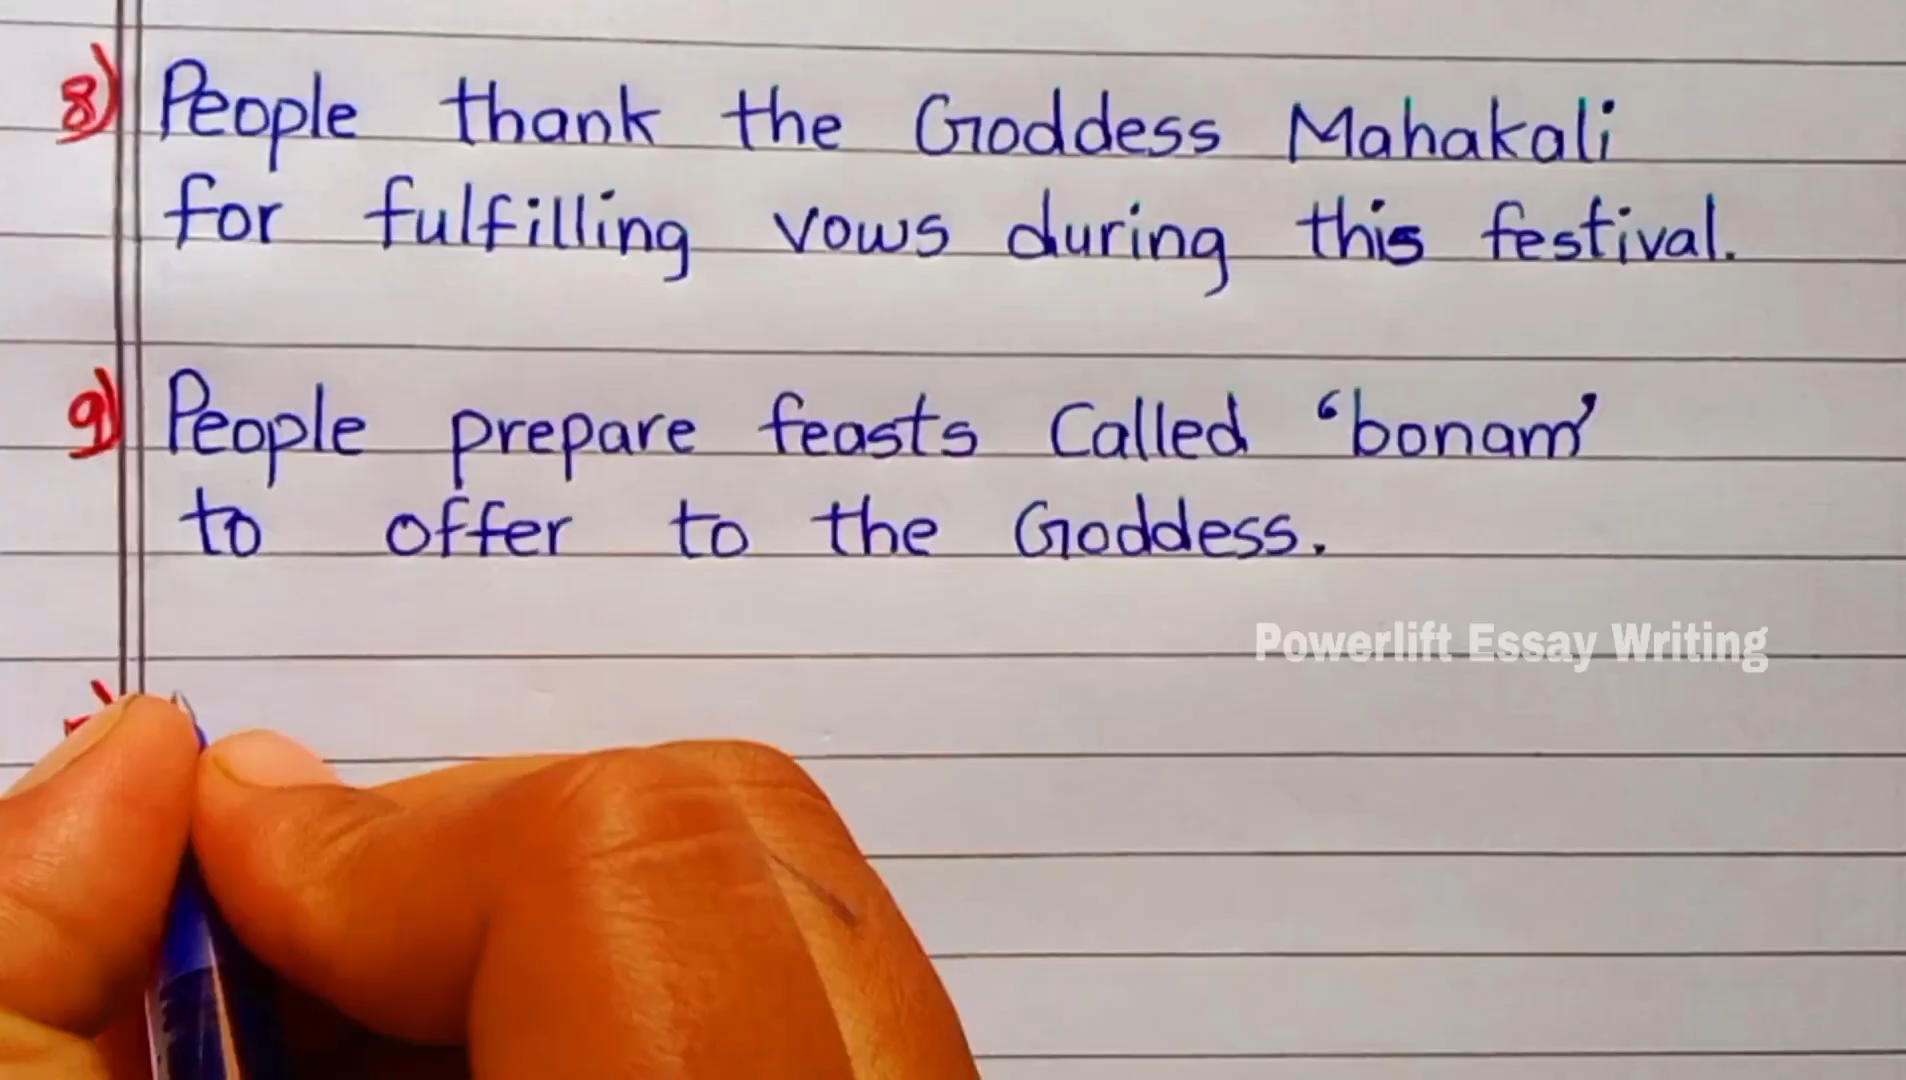 8) People thank the Goddess Mahakali
for fulfilling vows during this festival.
9) People prepare feasts Called ‘bonam’
to offer to the Goddess.
Powerlift Essay Writing